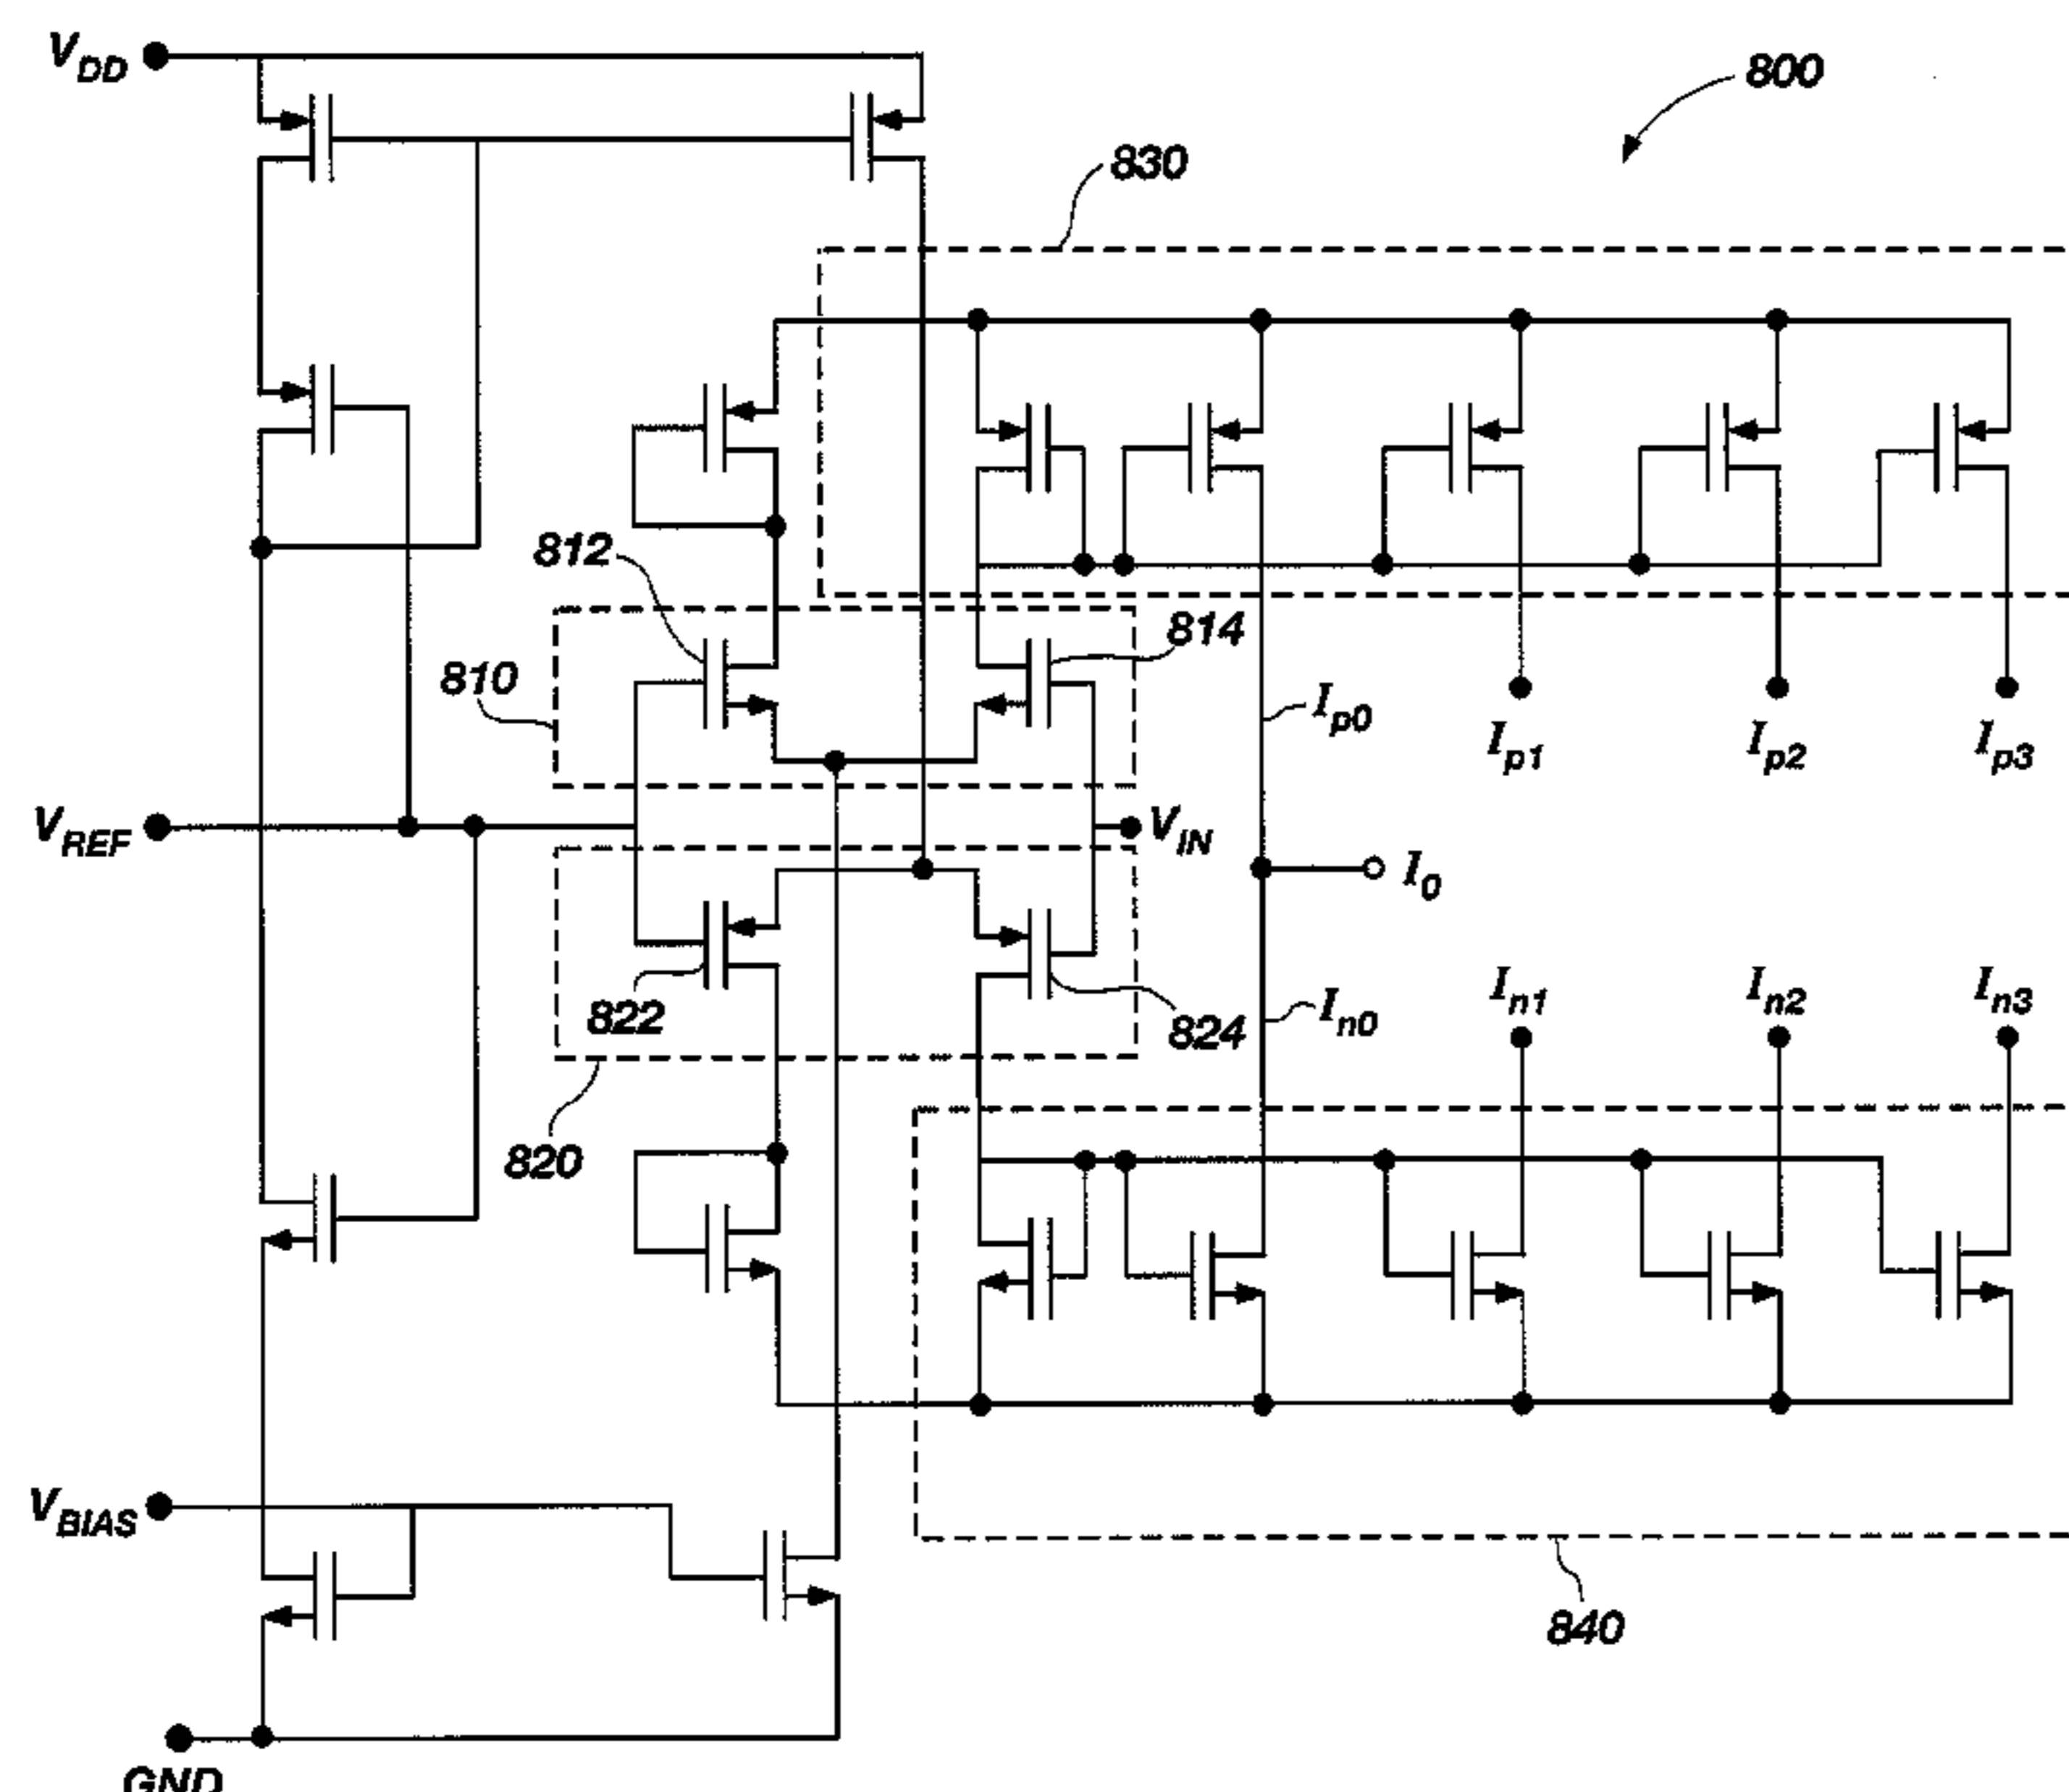 VDD
800
830
812
814
810
Ip0
Ip1
Ip2
Ip3
VREF
VIN
I0
822
824
In0
In1
In2
In3
820
VBIAS
840
GND